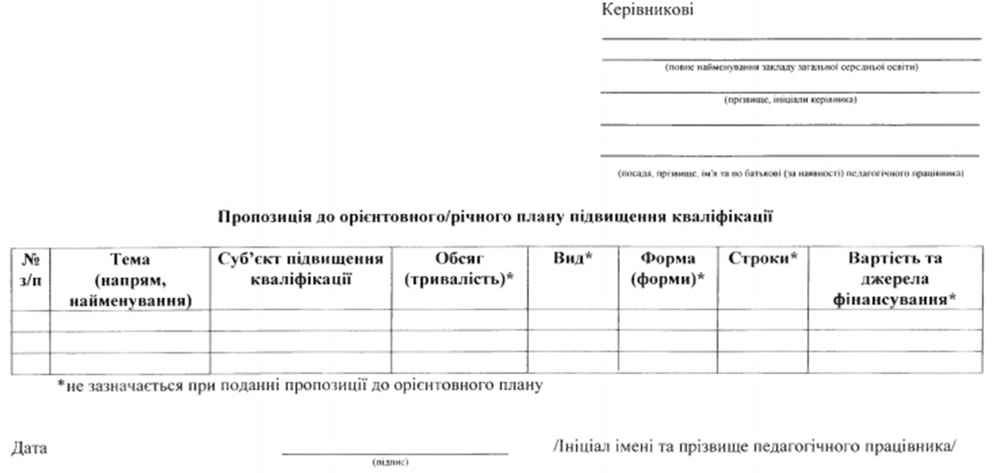 Керівникові
(повне найменування закладу загальної середньої освіти)
(прізвище, ініціали керівника)
(посада, прізвище, ім'я та по батькові (за наявності) педагогічного працівника)
Пропозиція до орієнтовного/річного плану підвищення кваліфікації
№ з/п
Тема (напрям, найменування)
Суб’єкт підвищення кваліфікації
Обсяг (тривалість)*
Вид*
Форма (форми)*
Строки*
Вартість та джерела фінансування*
*не зазначається при поданні пропозиції до орієнтовного плану
Дата
(підпис)
/Ініціал імені та прізвище педагогічного працівника/